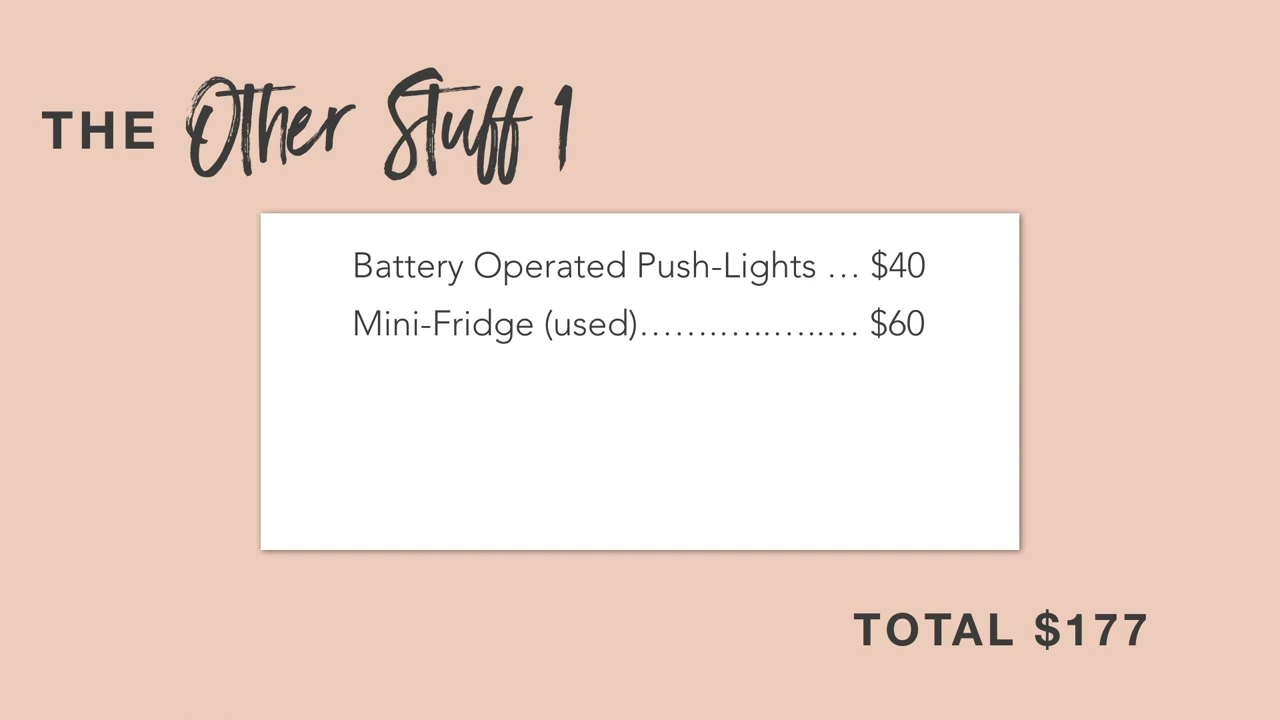 THE Other Stuff 1
Battery Operated Push-Lights ... $40
Mini-Fridge (used)..................... $60
TOTAL $177